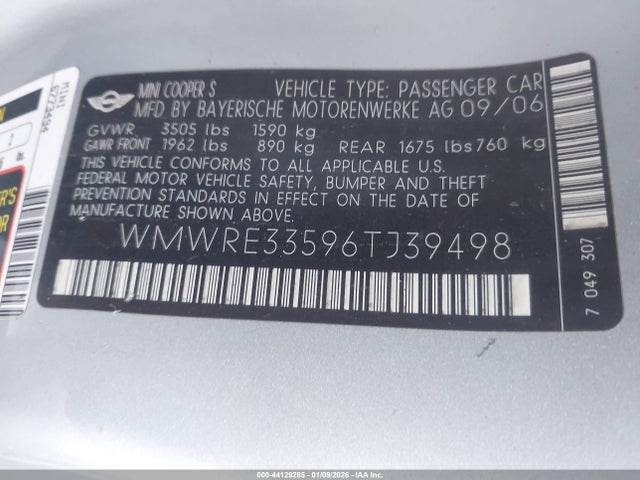 MINI COOPER S VEHICLE TYPE: PASSENGER CAR
MFD BY BAYERISCHE MOTORENWERKE AG 09/06
GVWR 3505 lbs 1590 kg
GAWR FRONT 1962 lbs 890 kg REAR 1675 lbs 760 kg
THIS VEHICLE CONFORMS TO ALL APPLICABLE U.S.
FEDERAL MOTOR VEHICLE SAFETY, BUMPER AND THEFT
PREVENTION STANDARDS IN EFFECT ON THE DATE OF
MANUFACTURE SHOWN ABOVE.
WMWRE33596TJ39498
7 049 307
MINI
000-44129285 - 01/09/2026 - IAA Inc.